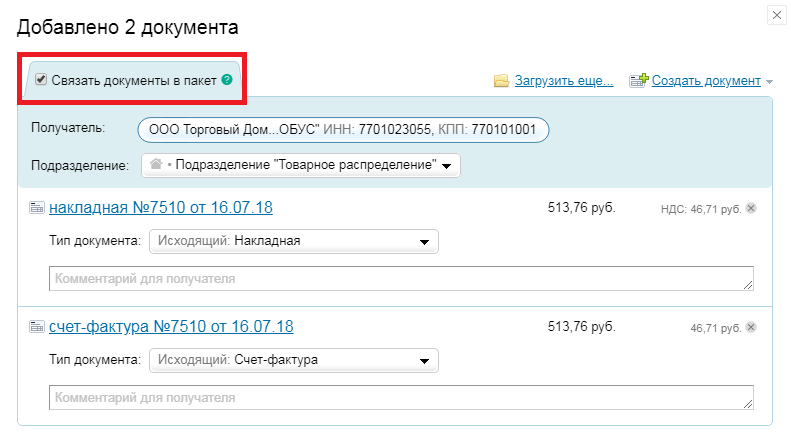 Добавлено 2 документа
Связать документы в пакет ?
Загрузить еще... Создать документ
Получатель: ООО Торговый Дом...ОБУС" ИНН: 7701023055, КПП: 770101001
Подразделение: • Подразделение "Товарное распределение"
накладная №7510 от 16.07.18 513,76 руб. НДС: 46,71 руб.
Тип документа: Исходящий: Накладная
Комментарий для получателя
счет-фактура №7510 от 16.07.18 513,76 руб. 46,71 руб.
Тип документа: Исходящий: Счет-фактура
Комментарий для получателя